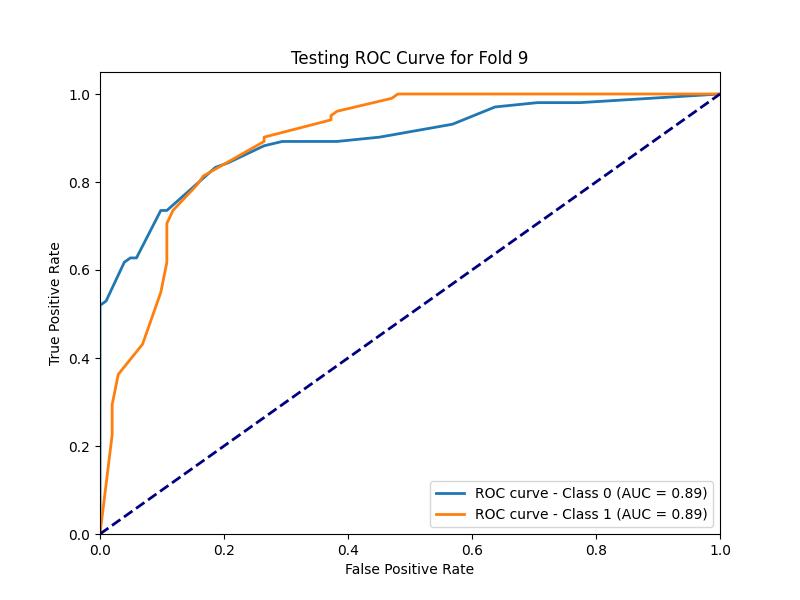 Testing ROC Curve for Fold 9
True Positive Rate
1.0
0.8
0.6
0.4
0.2
0.0
0.0 0.2 0.4 0.6 0.8 1.0
False Positive Rate
ROC curve - Class 0 (AUC = 0.89)
ROC curve - Class 1 (AUC = 0.89)